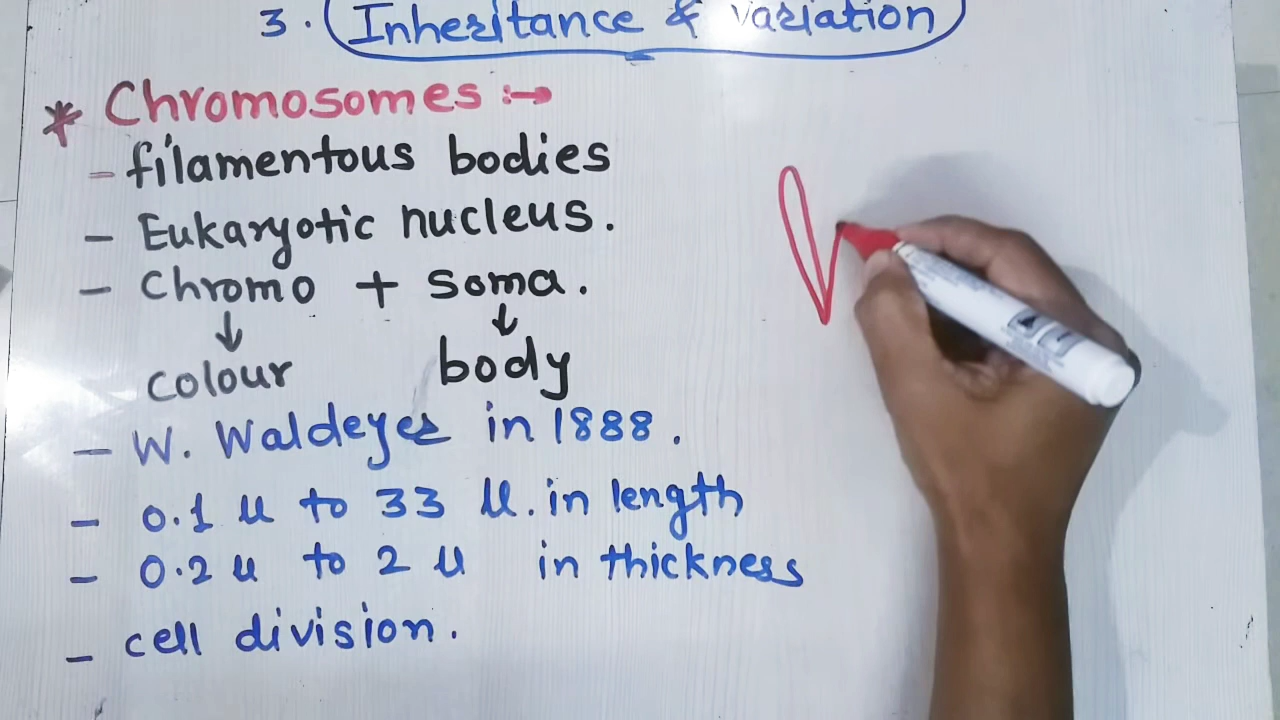 3. Inheritance & variation
* Chromosomes :→
- filamentous bodies
- Eukaryotic nucleus.
- Chromo + soma.
↓ ↓
colour body
- W. Waldeyer in 1888.
- 0.1 µ to 33 µ. in length
- 0.2 µ to 2 µ in thickness
- cell division.